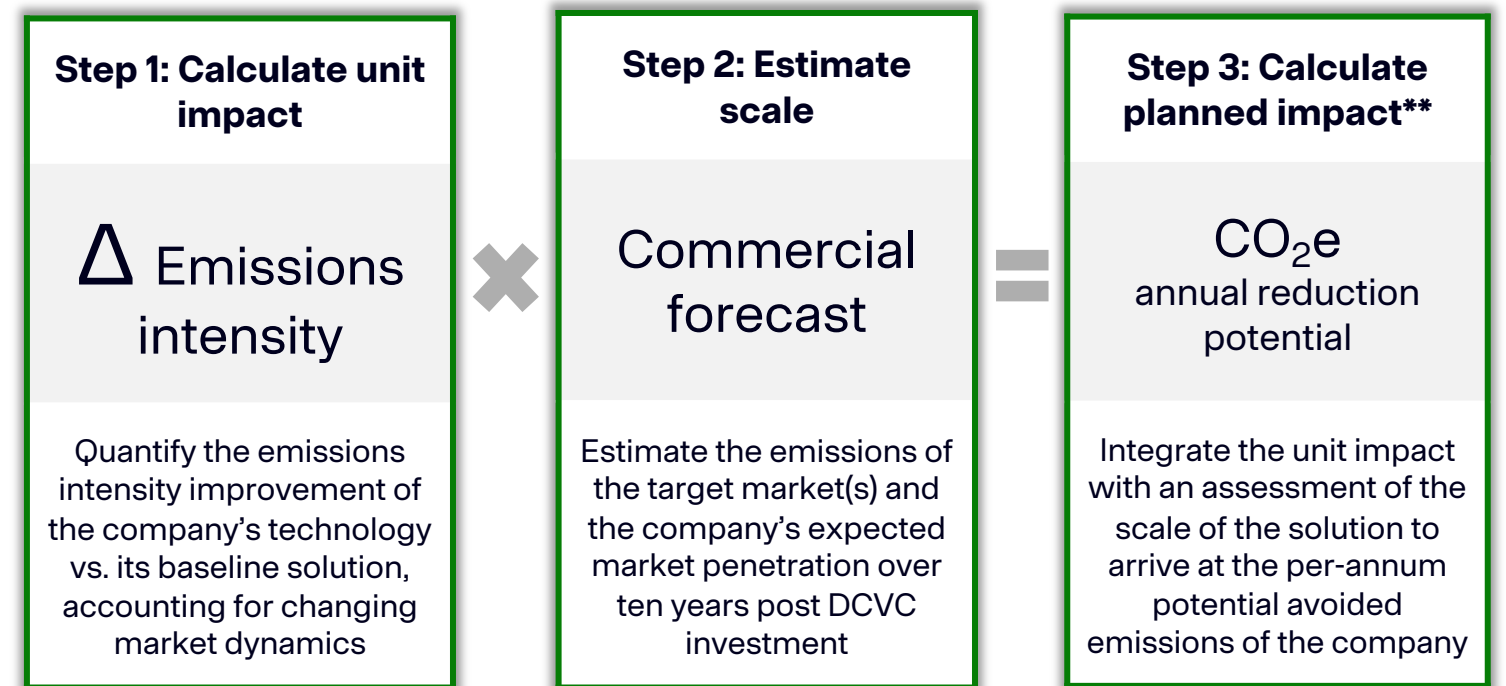 Step 1: Calculate unit
impact
Δ Emissions
intensity
Quantify the emissions
intensity improvement of
the company’s technology
vs. its baseline solution,
accounting for changing
market dynamics
Step 2: Estimate
scale
Commercial
forecast
Estimate the emissions of
the target market(s) and
the company’s expected
market penetration over
ten years post DCVC
investment
Step 3: Calculate
planned impact**
CO₂e
annual reduction
potential
Integrate the unit impact
with an assessment of the
scale of the solution to
arrive at the per-annum
potential avoided
emissions of the company